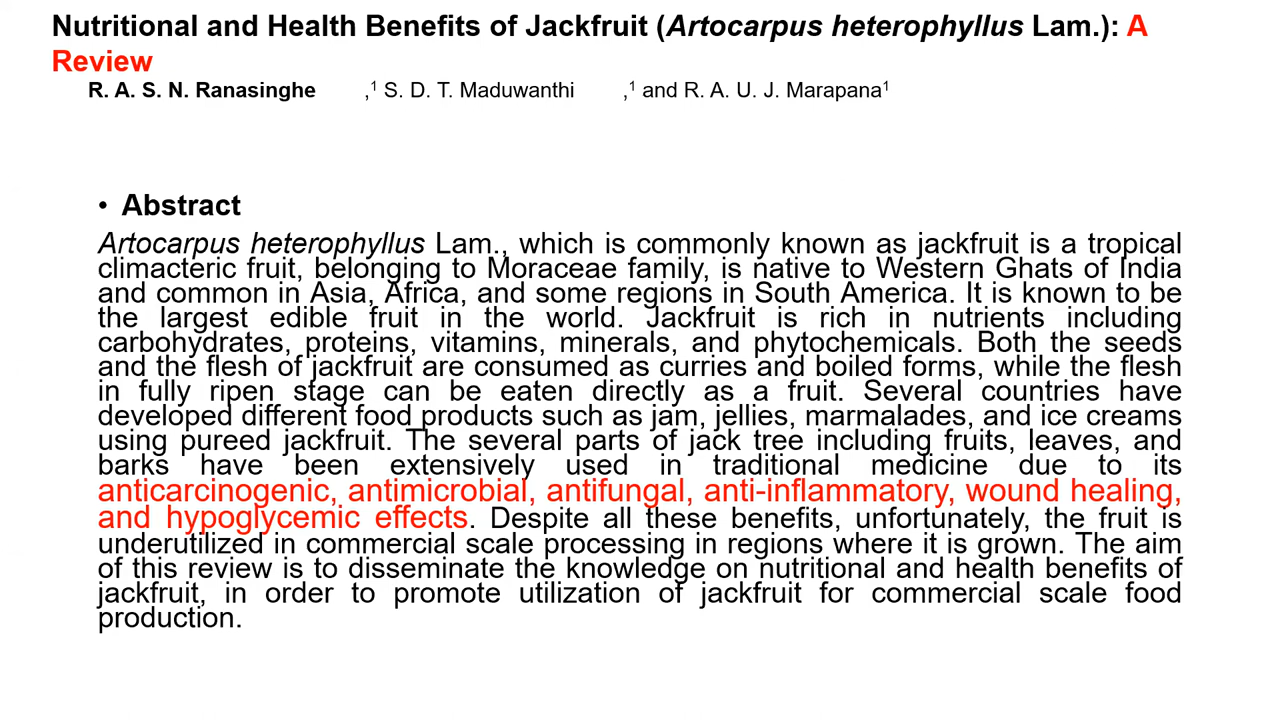 Nutritional and Health Benefits of Jackfruit (Artocarpus heterophyllus Lam.): A
Review
R. A. S. N. Ranasinghe ,1 S. D. T. Maduwanthi ,1 and R. A. U. J. Marapana1
• Abstract
Artocarpus heterophyllus Lam., which is commonly known as jackfruit is a tropical
climacteric fruit, belonging to Moraceae family, is native to Western Ghats of India
and common in Asia, Africa, and some regions in South America. It is known to be
the largest edible fruit in the world. Jackfruit is rich in nutrients including
carbohydrates, proteins, vitamins, minerals, and phytochemicals. Both the seeds
and the flesh of jackfruit are consumed as curries and boiled forms, while the flesh
in fully ripen stage can be eaten directly as a fruit. Several countries have
developed different food products such as jam, jellies, marmalades, and ice creams
using pureed jackfruit. The several parts of jack tree including fruits, leaves, and
barks have been extensively used in traditional medicine due to its
anticarcinogenic, antimicrobial, antifungal, anti-inflammatory, wound healing,
and hypoglycemic effects. Despite all these benefits, unfortunately, the fruit is
underutilized in commercial scale processing in regions where it is grown. The aim
of this review is to disseminate the knowledge on nutritional and health benefits of
jackfruit, in order to promote utilization of jackfruit for commercial scale food
production.